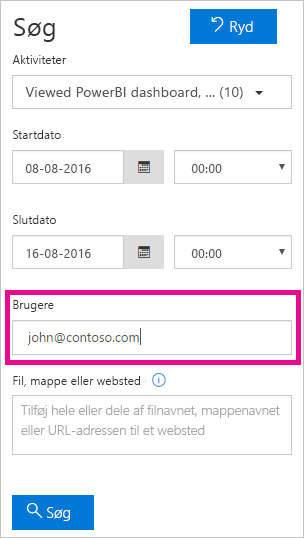 Søg
Ryd
Aktiviteter
Viewed PowerBI dashboard, ... (10)
Startdato
08-08-2016
00:00
Slutdato
16-08-2016
00:00
Brugere
john@contoso.com
Fil, mappe eller websted
Tilføj hele eller dele af filnavnet, mappenavnet
eller URL-adressen til et websted
Søg